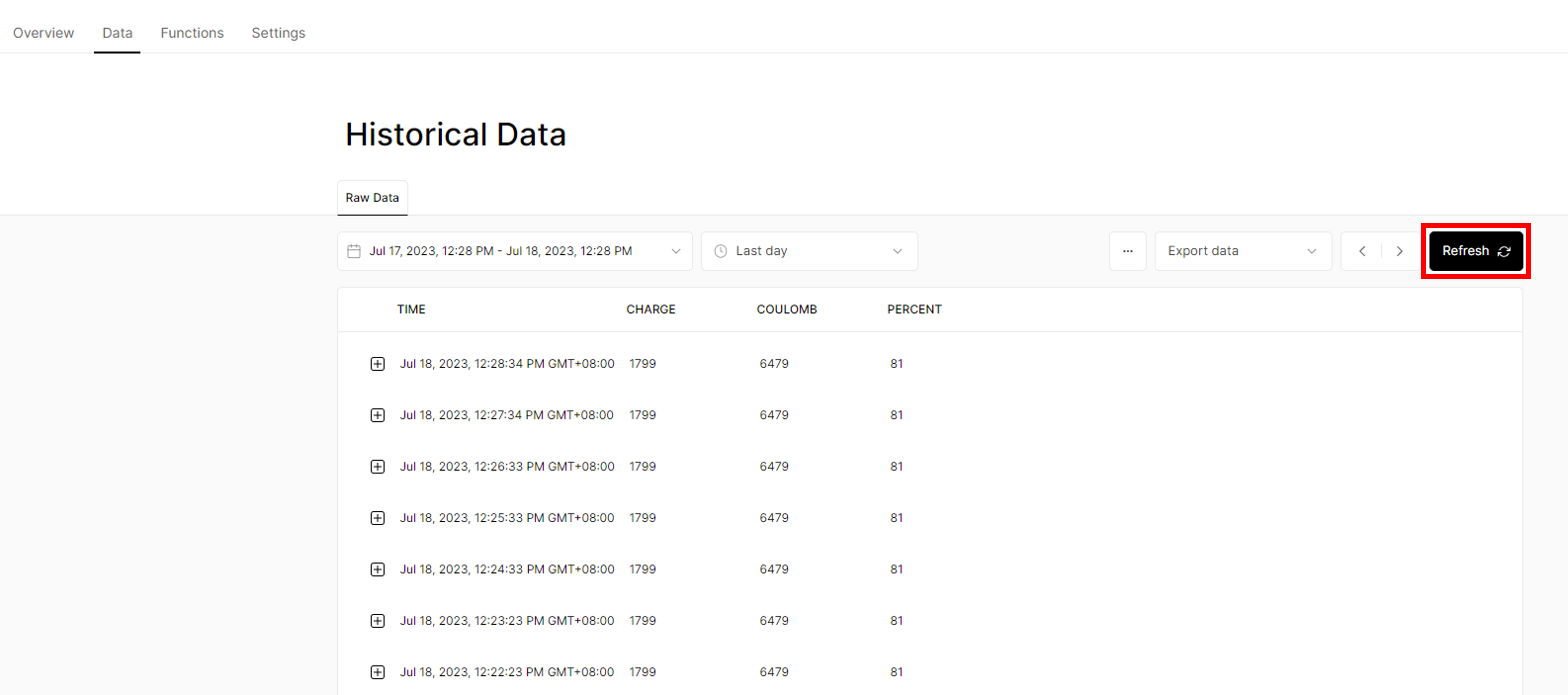 Overview Data Functions Settings
Historical Data
Raw Data
Jul 17, 2023, 12:28 PM - Jul 18, 2023, 12:28 PM Last day ... Export data Refresh
TIME CHARGE COULOMB PERCENT
Jul 18, 2023, 12:28:34 PM GMT+08:00 1799 6479 81
Jul 18, 2023, 12:27:34 PM GMT+08:00 1799 6479 81
Jul 18, 2023, 12:26:33 PM GMT+08:00 1799 6479 81
Jul 18, 2023, 12:25:33 PM GMT+08:00 1799 6479 81
Jul 18, 2023, 12:24:33 PM GMT+08:00 1799 6479 81
Jul 18, 2023, 12:23:23 PM GMT+08:00 1799 6479 81
Jul 18, 2023, 12:22:23 PM GMT+08:00 1799 6479 81